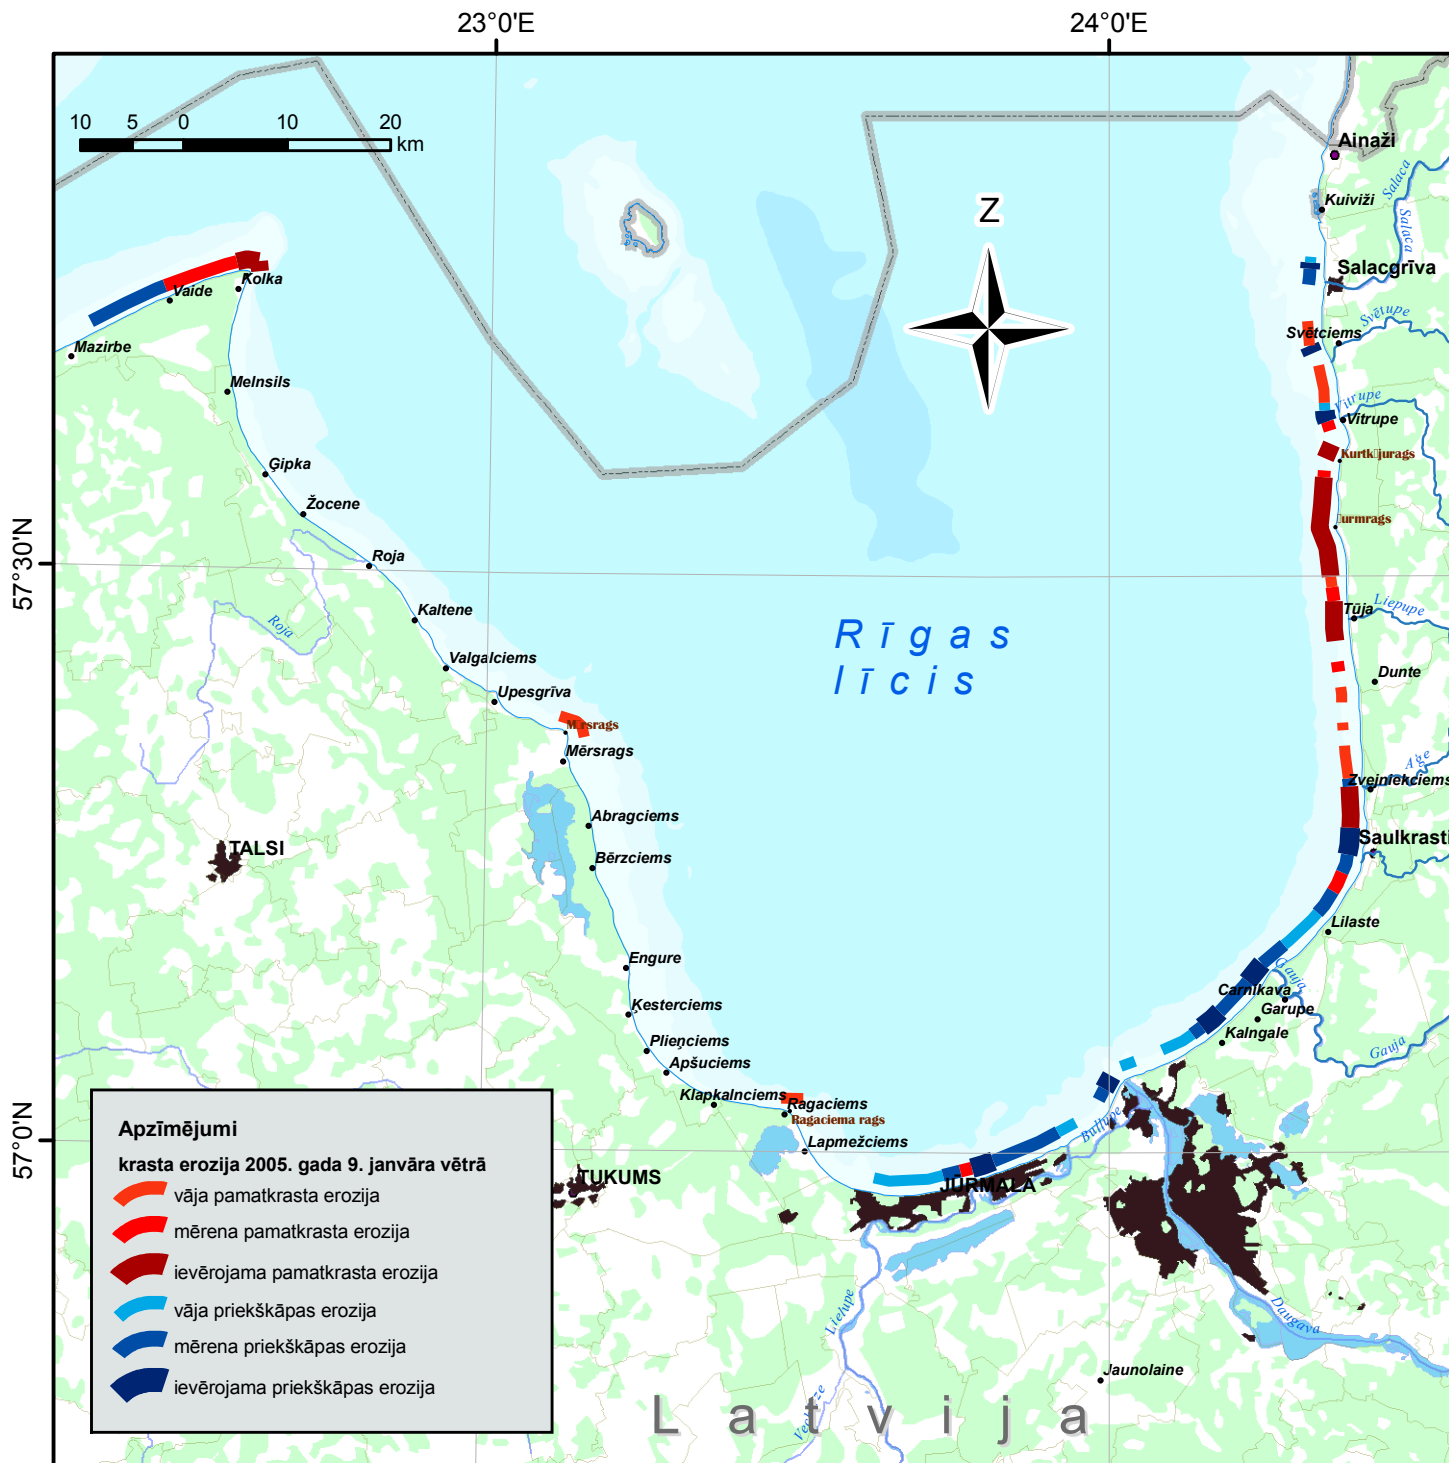 23°0'E
24°0'E
10 5 0 10 20
km
Z
Ainaži
Salaca
Kuiviži
Salaca
Salacgrīva
Kolka
Vaide
Mazirbe
Svētupe
Svētciems
Melnsils
Vitrupe
Vitrupe
Ģipka
Žocene
57°30'N
Roja
Roja
Kaltene
Liepupe
Tūja
Rīgas
līcis
Valgalciems
Dunte
Upesgrīva
Mērsrags
Aģe
Zvejniekciems
Abragciems
Saulkrasti
TALSI
Bērzciems
Lilaste
Engure
Gauja
Carnikava
Garupe
Ķesterciems
Kalngale
Gauja
Plieņciems
Apšuciems
Klapkalnciems
Ragaciems
Ragaciema rags
Buļļupe
57°0'N
Lapmežciems
TUKUMS
JŪRMALA
Lielupe
Daugava
Jaunolaine
Latvija
Apzīmējumi
krasta erozija 2005. gada 9. janvāra vētrā
vāja pamatkrasta erozija
mērena pamatkrasta erozija
ievērojama pamatkrasta erozija
vāja priekškāpas erozija
mērena priekškāpas erozija
ievērojama priekškāpas erozija